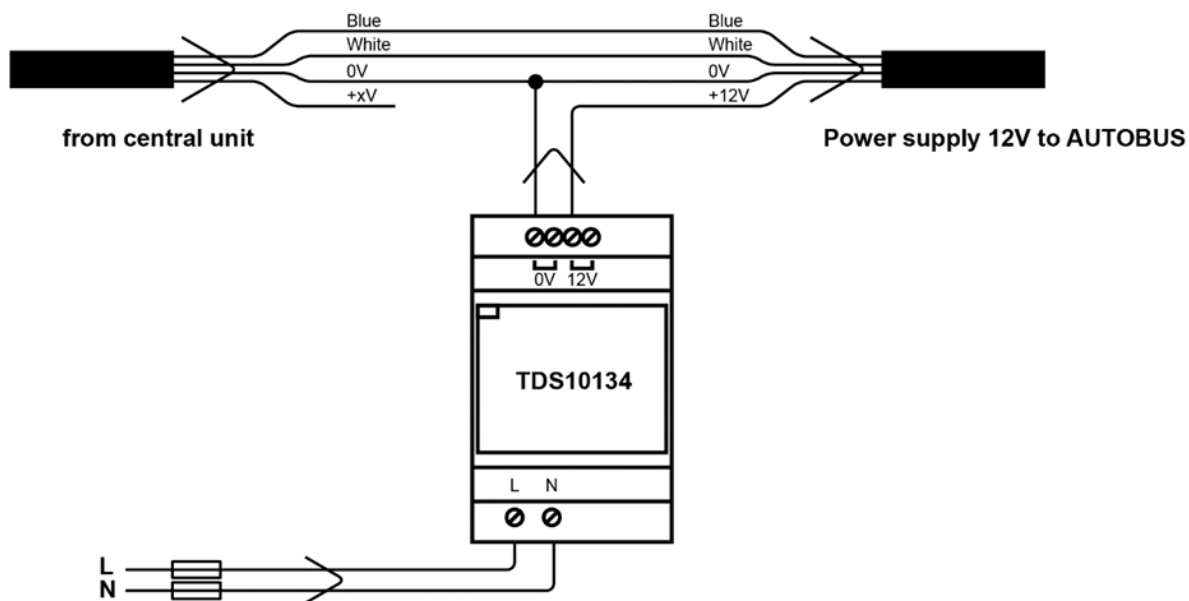 Blue Blue
White White
0V 0V
+xV +12V
from central unit Power supply 12V to AUTOBUS
0V 12V
TDS10134
L N
L
N